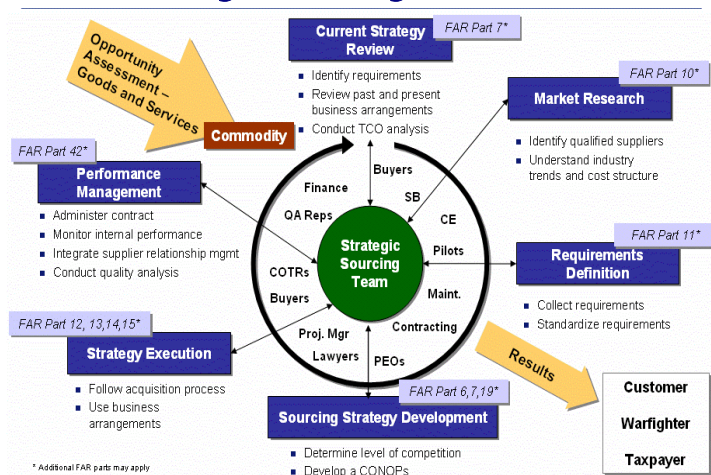 Opportunity
Assessment –
Goods and Services
Commodity
Current Strategy
Review
FAR Part 7*
Identify requirements
Review past and present
business arrangements
Conduct TCO analysis
FAR Part 10*
Market Research
Identify qualified suppliers
Understand industry
trends and cost structure
FAR Part 42*
Performance
Management
Administer contract
Monitor internal performance
Integrate supplier relationship mgmt
Conduct quality analysis
Finance
QA Reps
COTRs
Buyers
Proj. Mgr
Lawyers
PEOs
Contracting
Maint.
Pilots
CE
SB
Buyers
Strategic
Sourcing
Team
FAR Part 11*
Requirements
Definition
Collect requirements
Standardize requirements
FAR Part 12, 13,14,15*
Strategy Execution
Follow acquisition process
Use business
arrangements
FAR Part 6,7,19*
Sourcing Strategy Development
Determine level of competition
Develop a CONOPs
Results
Customer
Warfighter
Taxpayer
* Additional FAR parts may apply